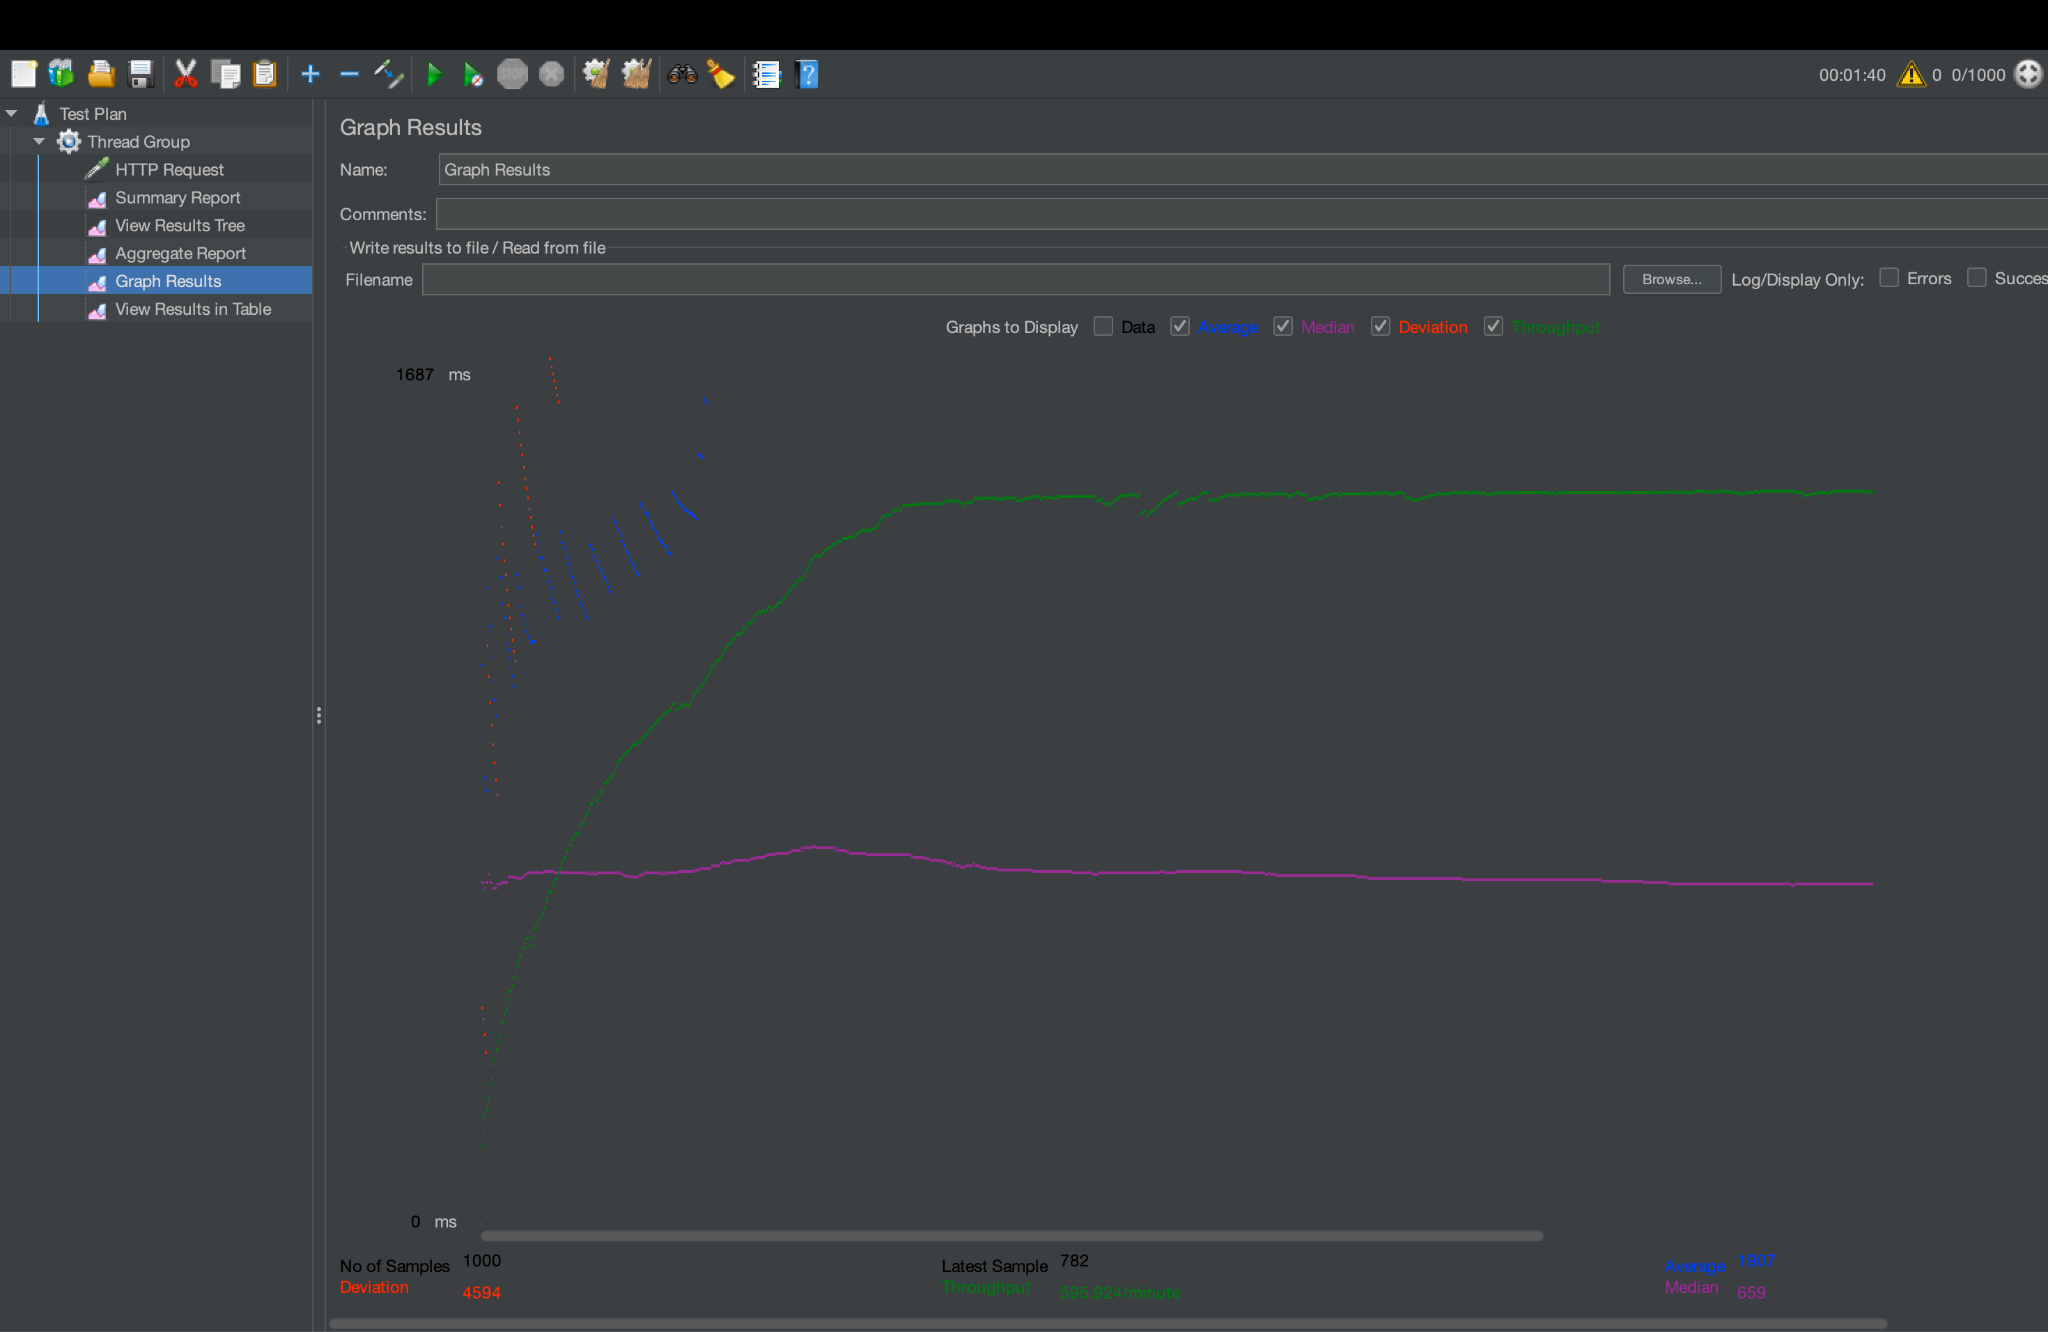 STOP
00:01:40 0 0/1000
Test Plan
Thread Group
HTTP Request
Summary Report
View Results Tree
Aggregate Report
Graph Results
View Results in Table
Graph Results
Name: Graph Results
Comments:
Write results to file / Read from file
Filename Browse... Log/Display Only: Errors Succes
Graphs to Display Data Average Median Deviation Throughput
1687 ms
0 ms
No of Samples 1000 Latest Sample 782 Average 1907
Deviation 4594 Throughput 595.924/minute Median 659